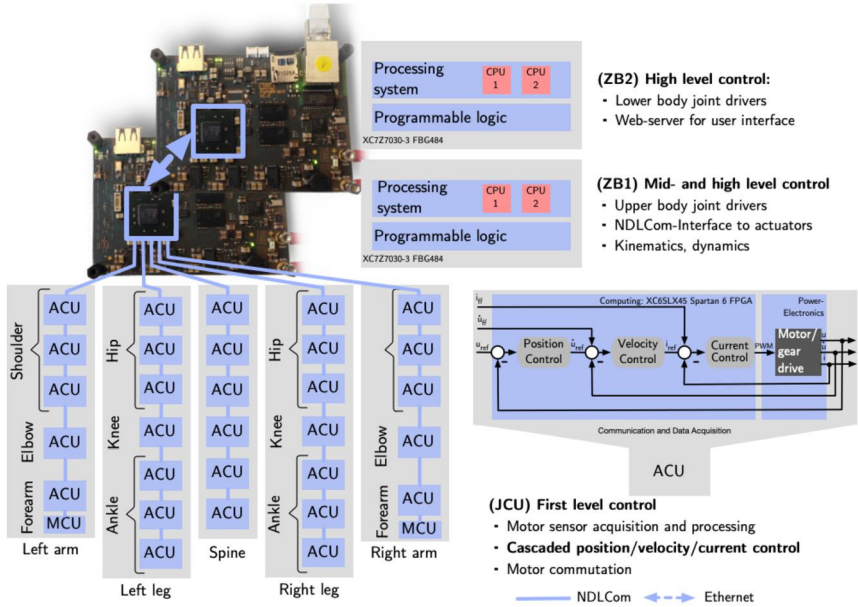 Processing
system
CPU
1
CPU
2
Programmable logic
XC7Z7030-3 FBG484
(ZB2) High level control:
· Lower body joint drivers
· Web-server for user interface
Processing
system
CPU
1
CPU
2
Programmable logic
XC7Z7030-3 FBG484
(ZB1) Mid- and high level control
· Upper body joint drivers
· NDLCom-Interface to actuators
· Kinematics, dynamics
Shoulder
Elbow
Forearm
ACU
ACU
ACU
ACU
ACU
MCU
Left arm
Hip
Knee
Ankle
ACU
ACU
ACU
ACU
ACU
ACU
ACU
Left leg
ACU
ACU
ACU
ACU
ACU
ACU
Spine
Hip
Knee
Ankle
ACU
ACU
ACU
ACU
ACU
ACU
ACU
Right leg
Shoulder
Elbow
Forearm
ACU
ACU
ACU
ACU
ACU
MCU
Right arm
i_ff
Computing: XC6SLX45 Spartan 6 FPGA
Power-
Electronics
u̇_ff
u_ref
Position
Control
u̇_ref
Velocity
Control
i_ref
Current
Control
PWM
Motor/
gear
drive
u
u̇
i
Communication and Data Acquisition
ACU
(JCU) First level control
· Motor sensor acquisition and processing
· Cascaded position/velocity/current control
· Motor commutation
NDLCom
Ethernet